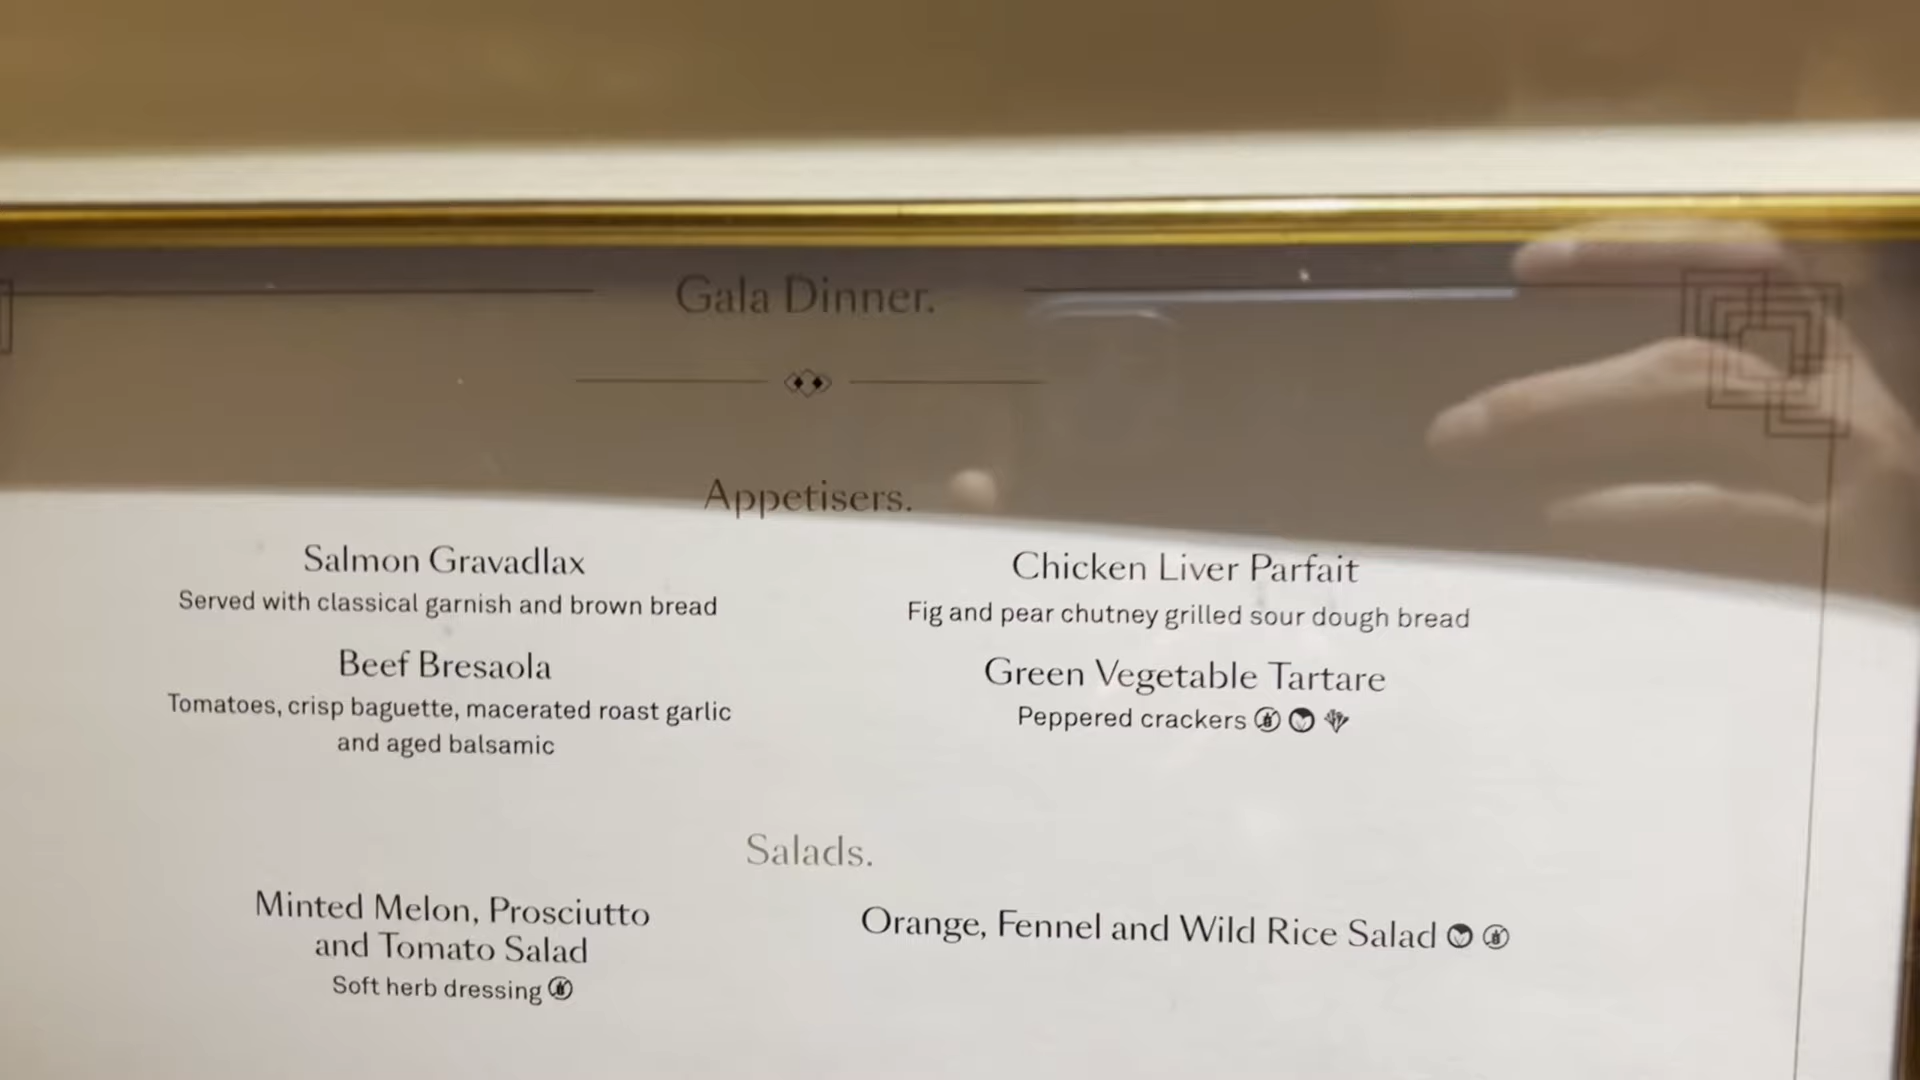 Gala Dinner.
Appetisers.
Salmon Gravadlax
Served with classical garnish and brown bread
Beef Bresaola
Tomatoes, crisp baguette, macerated roast garlic
and aged balsamic
Chicken Liver Parfait
Fig and pear chutney grilled sour dough bread
Green Vegetable Tartare
Peppered crackers
Salads.
Minted Melon, Prosciutto
and Tomato Salad
Soft herb dressing
Orange, Fennel and Wild Rice Salad